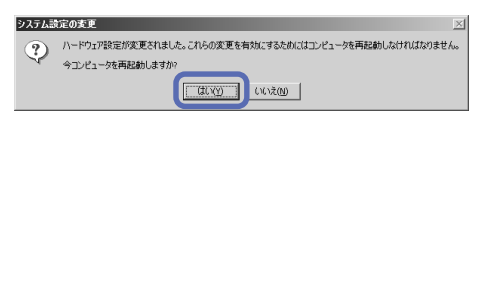 システム設定の変更
ハードウェア設定が変更されました。これらの変更を有効にするためにはコンピュータを再起動しなければなりません。
今コンピュータを再起動しますか?
はい(Y)
いいえ(N)